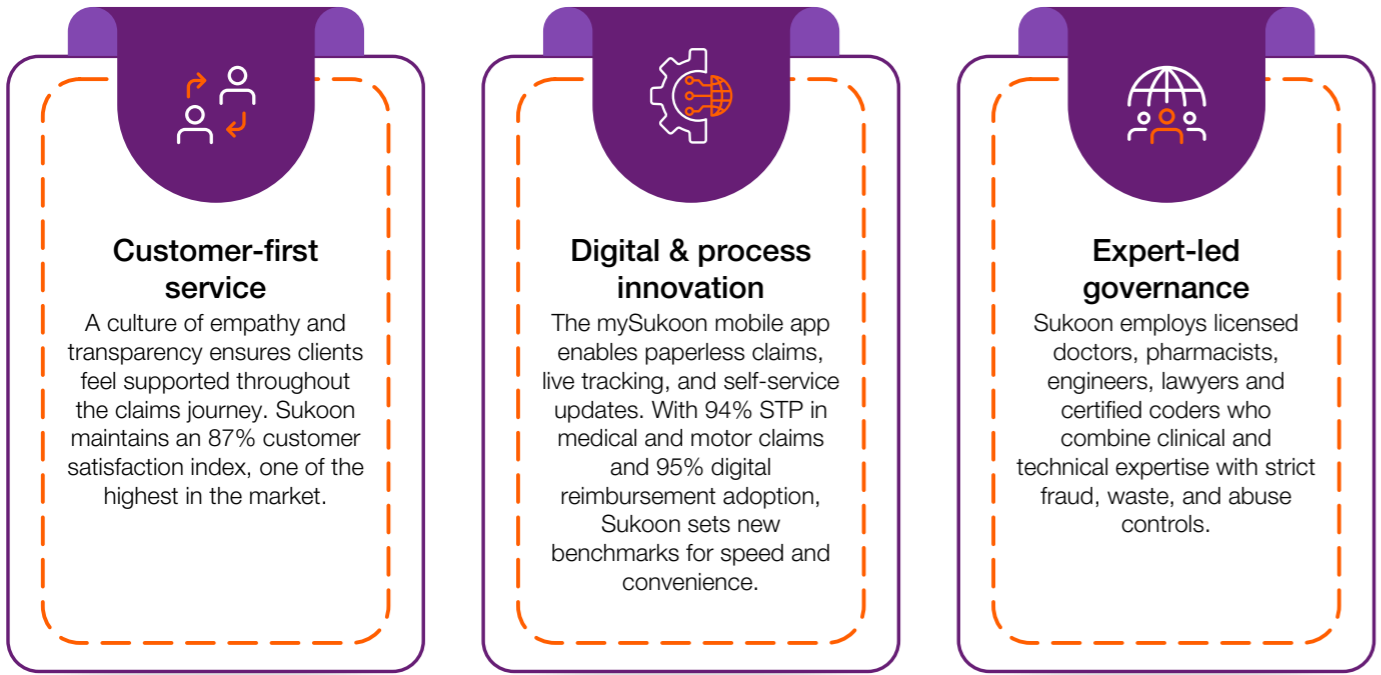 Customer-first
service
A culture of empathy and
transparency ensures clients
feel supported throughout
the claims journey. Sukoon
maintains an 87% customer
satisfaction index, one of the
highest in the market.
Digital & process
innovation
The mySukoon mobile app
enables paperless claims,
live tracking, and self-service
updates. With 94% STP in
medical and motor claims
and 95% digital
reimbursement adoption,
Sukoon sets new
benchmarks for speed and
convenience.
Expert-led
governance
Sukoon employs licensed
doctors, pharmacists,
engineers, lawyers and
certified coders who
combine clinical and
technical expertise with strict
fraud, waste, and abuse
controls.